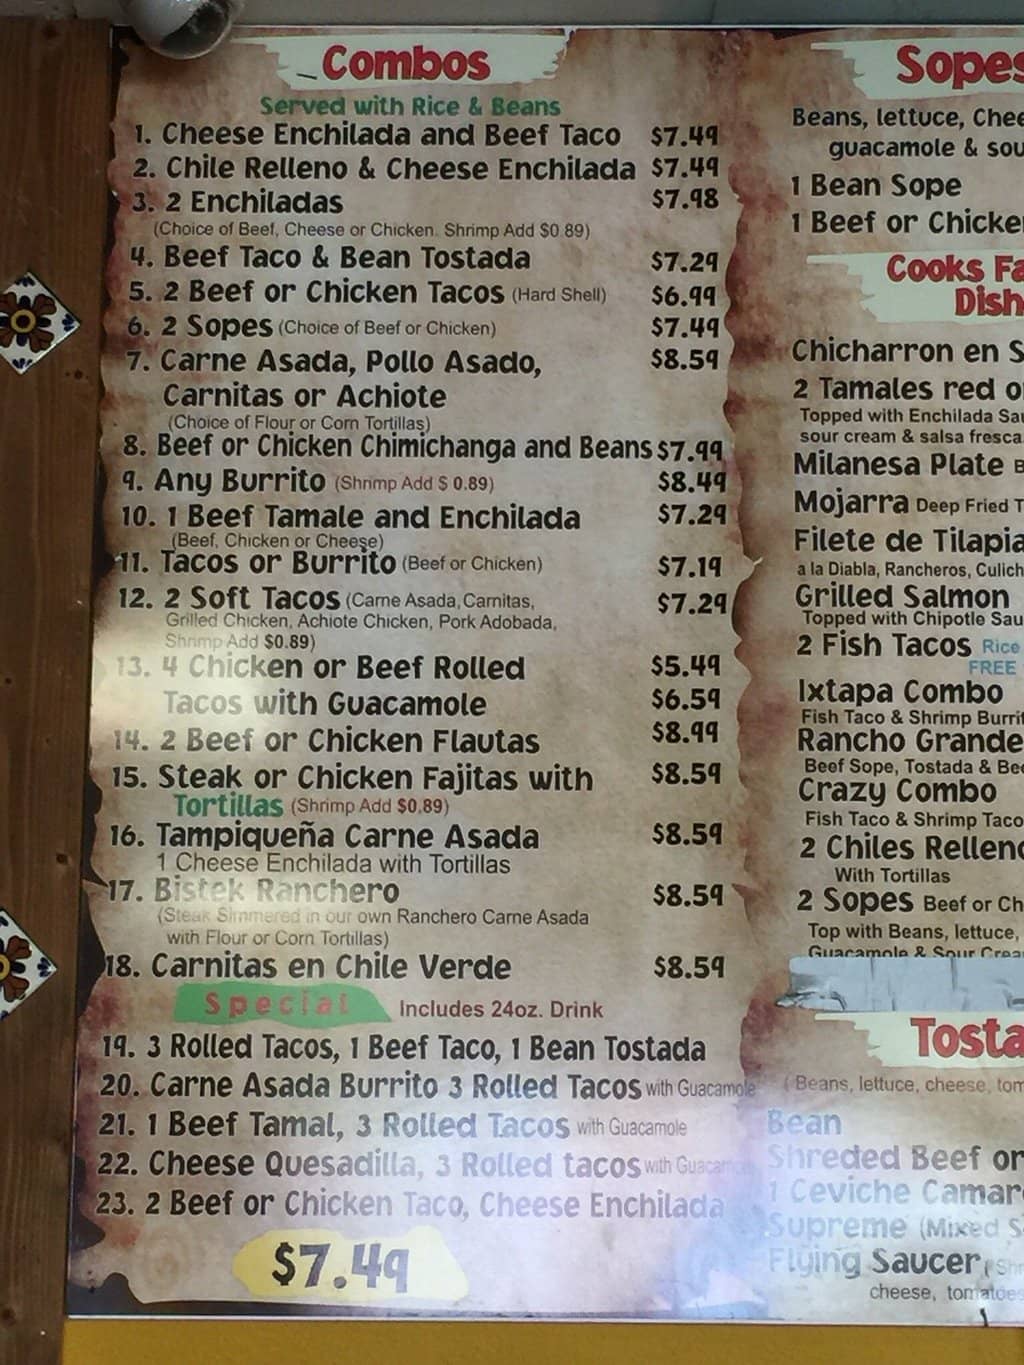 Combos
Served with Rice & Beans
1. Cheese Enchilada and Beef Taco $7.49
2. Chile Relleno & Cheese Enchilada $7.49
3. 2 Enchiladas $7.98
(Choice of Beef, Cheese or Chicken. Shrimp Add $0.89)
4. Beef Taco & Bean Tostada $7.29
5. 2 Beef or Chicken Tacos (Hard Shell) $6.99
6. 2 Sopes (Choice of Beef or Chicken) $7.49
7. Carne Asada, Pollo Asado, $8.59
Carnitas or Achiote
(Choice of Flour or Corn Tortillas)
8. Beef or Chicken Chimichanga and Beans $7.99
9. Any Burrito (Shrimp Add $ 0.89) $8.49
10. 1 Beef Tamale and Enchilada $7.29
(Beef, Chicken or Cheese)
11. Tacos or Burrito (Beef or Chicken) $7.19
12. 2 Soft Tacos (Carne Asada, Carnitas, $7.29
Grilled Chicken, Achiote Chicken, Pork Adobada,
Shrimp Add $0.89)
13. 4 Chicken or Beef Rolled $5.49
Tacos with Guacamole $6.59
14. 2 Beef or Chicken Flautas $8.99
15. Steak or Chicken Fajitas with $8.59
Tortillas (Shrimp Add $0.89)
16. Tampiqueña Carne Asada $8.59
1 Cheese Enchilada with Tortillas
17. Bistek Ranchero $8.59
(Steak Simmered in our own Ranchero Carne Asada
with Flour or Corn Tortillas)
18. Carnitas en Chile Verde $8.59
Special Includes 24oz. Drink
19. 3 Rolled Tacos, 1 Beef Taco, 1 Bean Tostada
20. Carne Asada Burrito 3 Rolled Tacos with Guacamole
21. 1 Beef Tamal, 3 Rolled Tacos with Guacamole
22. Cheese Quesadilla, 3 Rolled tacos with Guacamole
23. 2 Beef or Chicken Taco, Cheese Enchilada
$7.49
Sopes
Beans, lettuce,
guacamole &
1 Bean Sope
1 Beef or
Cooks
Chicharron en
2 Tamales red
Topped with Enchilada
sour cream & salsa fresca
Milanesa Plate
Mojarra Deep Fried
Filete de Tilapia
a la Diabla, Rancheros,
Grilled Salmon
Topped with Chipotle
2 Fish Tacos Rice
FREE
Ixtapa Combo
Fish Taco & Shrimp
Rancho Grande
Beef Sope, Tostada &
Crazy Combo
Fish Taco & Shrimp Taco
2 Chiles
With Tortillas
2 Sopes Beef or
Top with Beans, lettuce,
Guacamole & Sour
(Beans, lettuce, cheese,
Bean
Shreded Beef or
1 Ceviche
Supreme (Mixed
Flying Saucer
cheese,